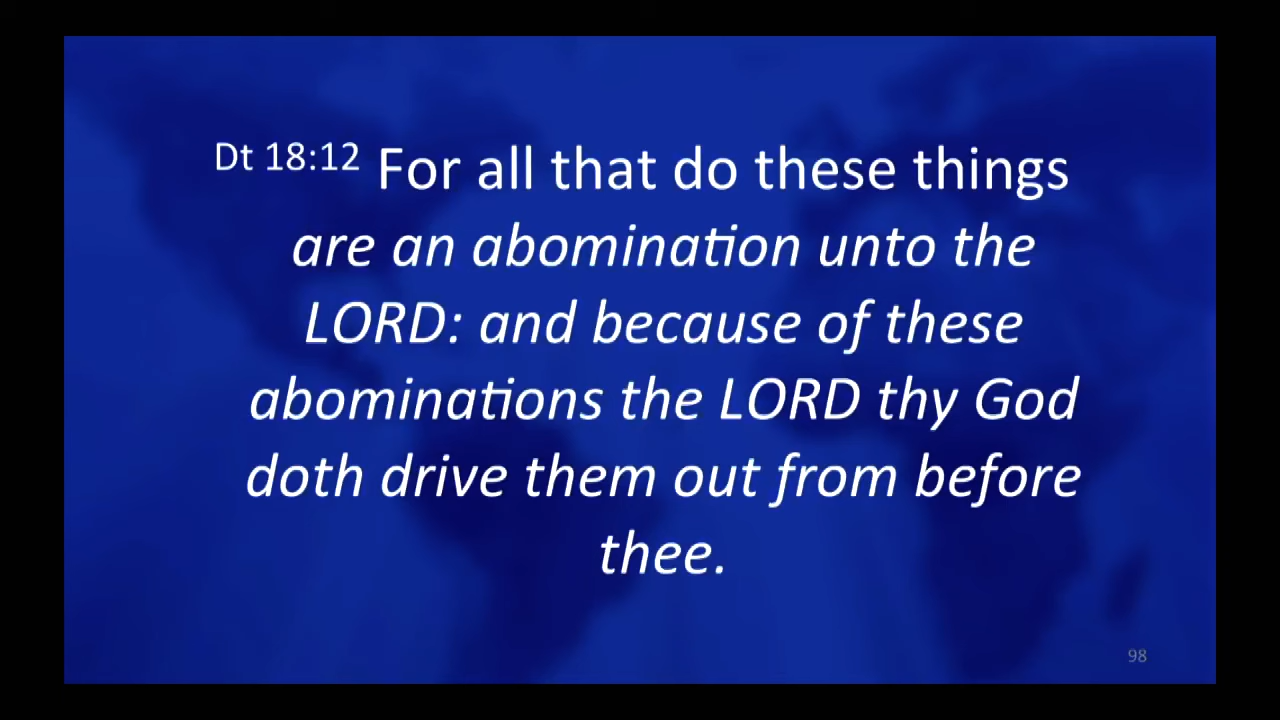 Dt 18:12 For all that do these things
are an abomination unto the
LORD: and because of these
abominations the LORD thy God
doth drive them out from before
thee.
98